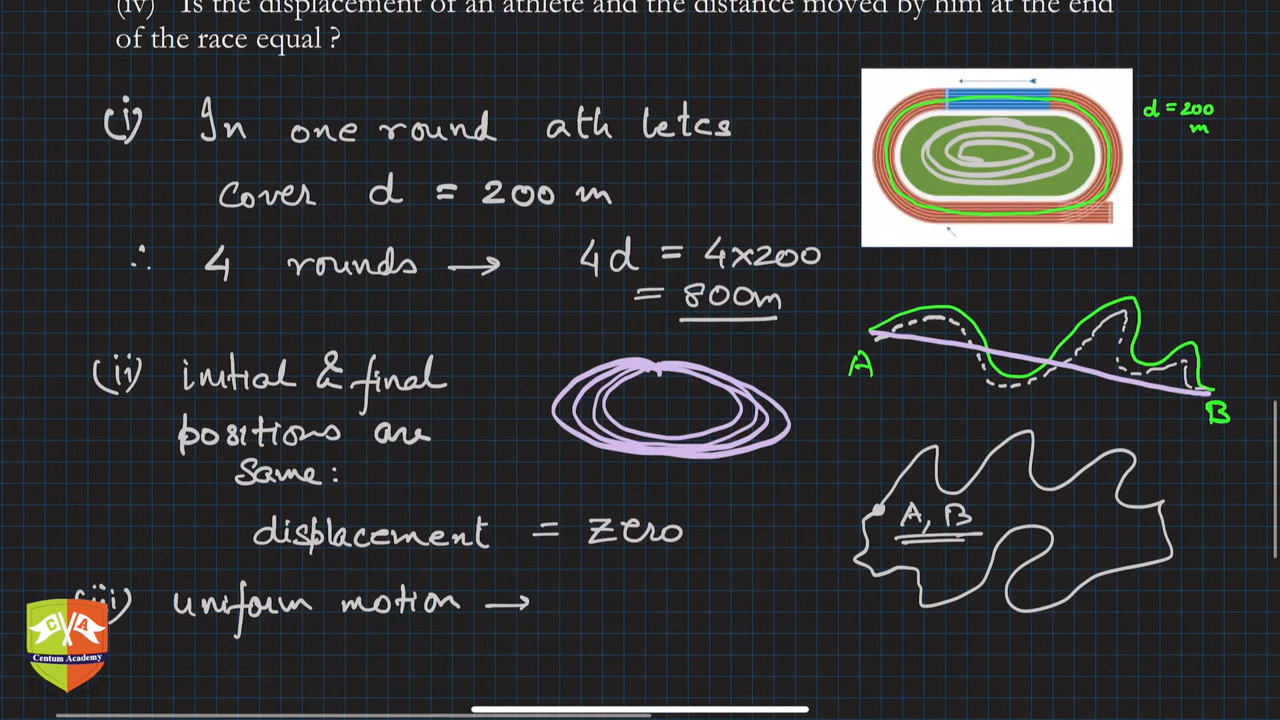 (iv) Is the displacement of an athlete and the distance moved by him at the end
of the race equal ?
(i) In one round athletes
cover d = 200 m
∴ 4 rounds → 4d = 4×200
= 800m
d = 200
m
(ii) initial & final
positions are
same:
displacement = zero
A
B
A, B
(iii) uniform motion →
C A
Centum Academy